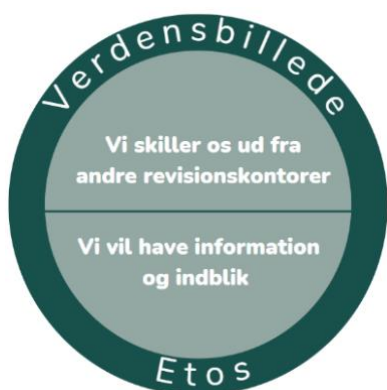 Verdensbillede
Vi skiller os ud fra
andre revisionskontorer
Vi vil have information
og indblik
Etos